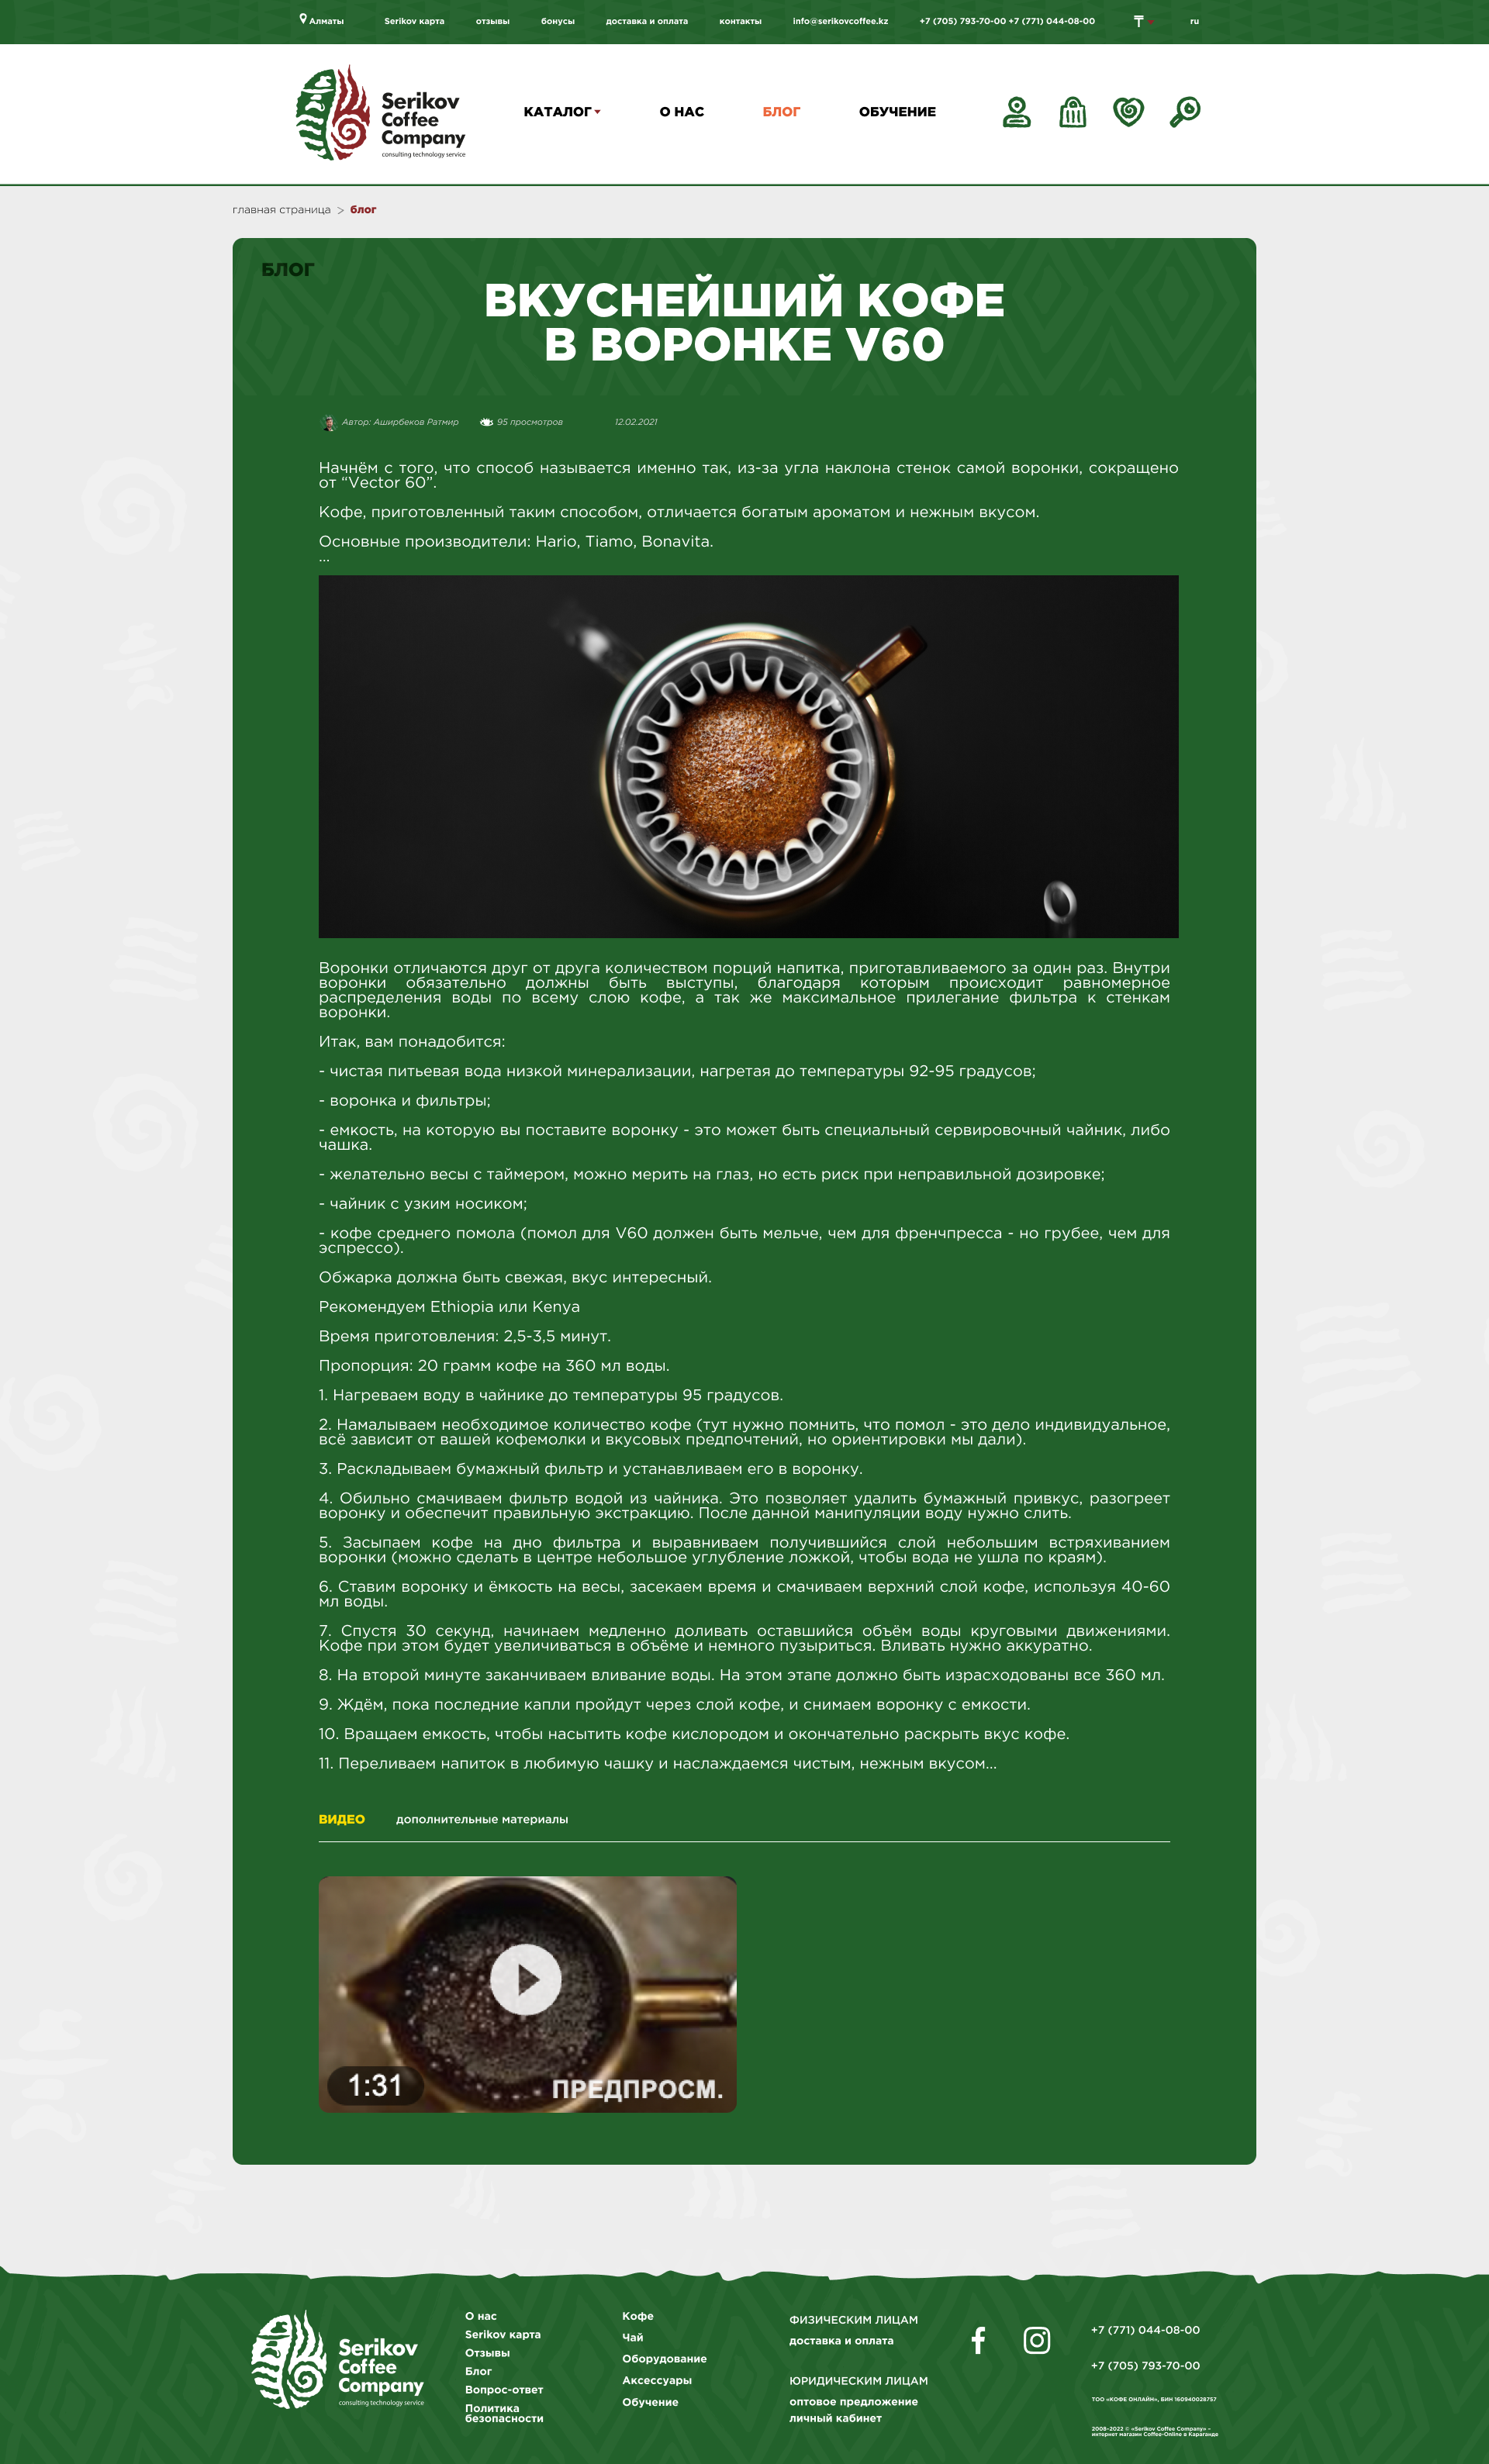 Алматы Serikov карта отзывы бонусы доставка и оплата контакты info@serikovcoffee.kz +7 (705) 793-70-00 +7 (771) 044-08-00 ₸ ru
Serikov
Coffee
Company
consulting technology service
КАТАЛОГ О НАС БЛОГ ОБУЧЕНИЕ
главная страница > блог
БЛОГ
ВКУСНЕЙШИЙ КОФЕ
В ВОРОНКЕ V60
Автор: Аширбеков Ратмир 95 просмотров 12.02.2021
Начнём с того, что способ называется именно так, из-за угла наклона стенок самой воронки, сокращено
от “Vector 60”.
Кофе, приготовленный таким способом, отличается богатым ароматом и нежным вкусом.
Основные производители: Hario, Tiamo, Bonavita.
...
Воронки отличаются друг от друга количеством порций напитка, приготавливаемого за один раз. Внутри
воронки обязательно должны быть выступы, благодаря которым происходит равномерное
распределения воды по всему слою кофе, а так же максимальное прилегание фильтра к стенкам
воронки.
Итак, вам понадобится:
- чистая питьевая вода низкой минерализации, нагретая до температуры 92-95 градусов;
- воронка и фильтры;
- емкость, на которую вы поставите воронку - это может быть специальный сервировочный чайник, либо
чашка.
- желательно весы с таймером, можно мерить на глаз, но есть риск при неправильной дозировке;
- чайник с узким носиком;
- кофе среднего помола (помол для V60 должен быть мельче, чем для френчпресса - но грубее, чем для
эспрессо).
Обжарка должна быть свежая, вкус интересный.
Рекомендуем Ethiopia или Kenya
Время приготовления: 2,5-3,5 минут.
Пропорция: 20 грамм кофе на 360 мл воды.
1. Нагреваем воду в чайнике до температуры 95 градусов.
2. Намалываем необходимое количество кофе (тут нужно помнить, что помол - это дело индивидуальное,
всё зависит от вашей кофемолки и вкусовых предпочтений, но ориентировки мы дали).
3. Раскладываем бумажный фильтр и устанавливаем его в воронку.
4. Обильно смачиваем фильтр водой из чайника. Это позволяет удалить бумажный привкус, разогреет
воронку и обеспечит правильную экстракцию. После данной манипуляции воду нужно слить.
5. Засыпаем кофе на дно фильтра и выравниваем получившийся слой небольшим встряхиванием
воронки (можно сделать в центре небольшое углубление ложкой, чтобы вода не ушла по краям).
6. Ставим воронку и ёмкость на весы, засекаем время и смачиваем верхний слой кофе, используя 40-60
мл воды.
7. Спустя 30 секунд, начинаем медленно доливать оставшийся объём воды круговыми движениями.
Кофе при этом будет увеличиваться в объёме и немного пузыриться. Вливать нужно аккуратно.
8. На второй минуте заканчиваем вливание воды. На этом этапе должно быть израсходованы все 360 мл.
9. Ждём, пока последние капли пройдут через слой кофе, и снимаем воронку с емкости.
10. Вращаем емкость, чтобы насытить кофе кислородом и окончательно раскрыть вкус кофе.
11. Переливаем напиток в любимую чашку и наслаждаемся чистым, нежным вкусом...
ВИДЕО дополнительные материалы
1:31 ПРЕДПРОСМ.
Serikov
Coffee
Company
consulting technology service
О нас
Serikov карта
Отзывы
Блог
Вопрос-ответ
Политика
безопасности
Кофе
Чай
Оборудование
Аксессуары
Обучение
ФИЗИЧЕСКИМ ЛИЦАМ
доставка и оплата
ЮРИДИЧЕСКИМ ЛИЦАМ
оптовое предложение
личный кабинет
+7 (771) 044-08-00
+7 (705) 793-70-00
ТОО «КОФЕ ОНЛАЙН», БИН 160940028757
2008–2022 © «Serikov Coffee Company» –
интернет магазин Coffee-Online в Караганде